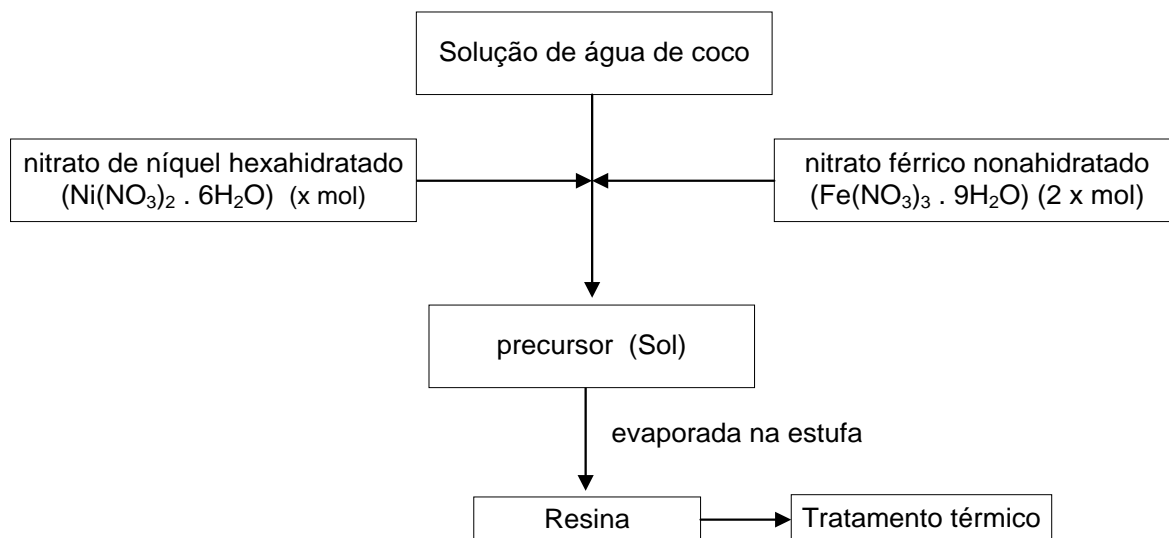 Solução de água de coco
nitrato de níquel hexahidratado
(Ni(NO₃)₂ . 6H₂O) (x mol)
nitrato férrico nonahidratado
(Fe(NO₃)₃ . 9H₂O) (2 x mol)
precursor (Sol)
evaporada na estufa
Resina
Tratamento térmico